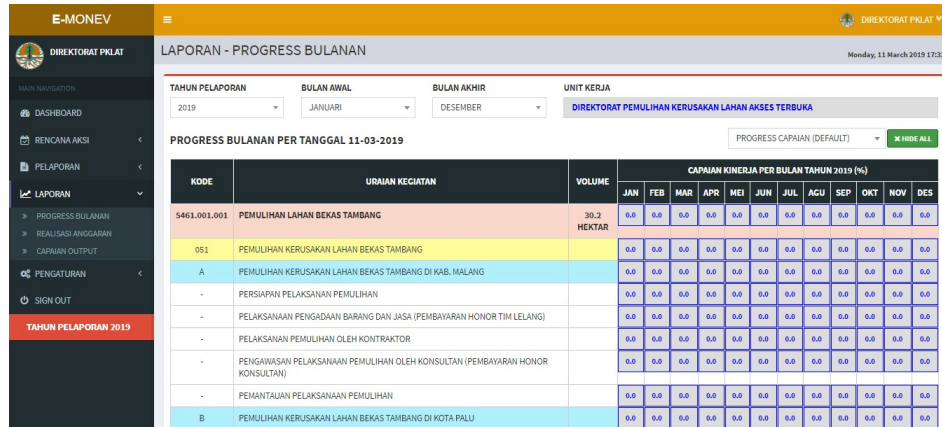 E-MONEV
DIREKTORAT PKLAT
DIREKTORAT PKLAT
LAPORAN - PROGRESS BULANAN
Monday, 11 March 2019 17:3
MAIN NAVIGATION
DASHBOARD
RENCANA AKSI
PELAPORAN
LAPORAN
» PROGRESS BULANAN
» REALISASI ANGGARAN
» CAPAIAN OUTPUT
PENGATURAN
SIGN OUT
TAHUN PELAPORAN 2019
TAHUN PELAPORAN BULAN AWAL BULAN AKHIR UNIT KERJA
2019 JANUARI DESEMBER DIREKTORAT PEMULIHAN KERUSAKAN LAHAN AKSES TERBUKA
PROGRESS BULANAN PER TANGGAL 11-03-2019 PROGRESS CAPAIAN (DEFAULT) × HIDE ALL
KODE URAIAN KEGIATAN VOLUME CAPAIAN KINERJA PER BULAN TAHUN 2019 (%)
JAN FEB MAR APR MEI JUN JUL AGU SEP OKT NOV DES
5461.001.001 PEMULIHAN LAHAN BEKAS TAMBANG 30.2 HEKTAR 0.0 0.0 0.0 0.0 0.0 0.0 0.0 0.0 0.0 0.0 0.0 0.0
051 PEMULIHAN KERUSAKAN LAHAN BEKAS TAMBANG 0.0 0.0 0.0 0.0 0.0 0.0 0.0 0.0 0.0 0.0 0.0 0.0
A PEMULIHAN KERUSAKAN LAHAN BEKAS TAMBANG DI KAB. MALANG 0.0 0.0 0.0 0.0 0.0 0.0 0.0 0.0 0.0 0.0 0.0 0.0
- PERSIAPAN PELAKSANAN PEMULIHAN 0.0 0.0 0.0 0.0 0.0 0.0 0.0 0.0 0.0 0.0 0.0 0.0
- PELAKSANAAN PENGADAAN BARANG DAN JASA (PEMBAYARAN HONOR TIM LELANG) 0.0 0.0 0.0 0.0 0.0 0.0 0.0 0.0 0.0 0.0 0.0 0.0
- PELAKSANAN PEMULIHAN OLEH KONTRAKTOR 0.0 0.0 0.0 0.0 0.0 0.0 0.0 0.0 0.0 0.0 0.0 0.0
- PENGAWASAN PELAKSANAAN PEMULIHAN OLEH KONSULTAN (PEMBAYARAN HONOR 0.0 0.0 0.0 0.0 0.0 0.0 0.0 0.0 0.0 0.0 0.0 0.0
KONSULTAN)
- PEMANTAUAN PELAKSANAAN PEMULIHAN 0.0 0.0 0.0 0.0 0.0 0.0 0.0 0.0 0.0 0.0 0.0 0.0
B PEMULIHAN KERUSAKAN LAHAN BEKAS TAMBANG DI KOTA PALU 0.0 0.0 0.0 0.0 0.0 0.0 0.0 0.0 0.0 0.0 0.0 0.0